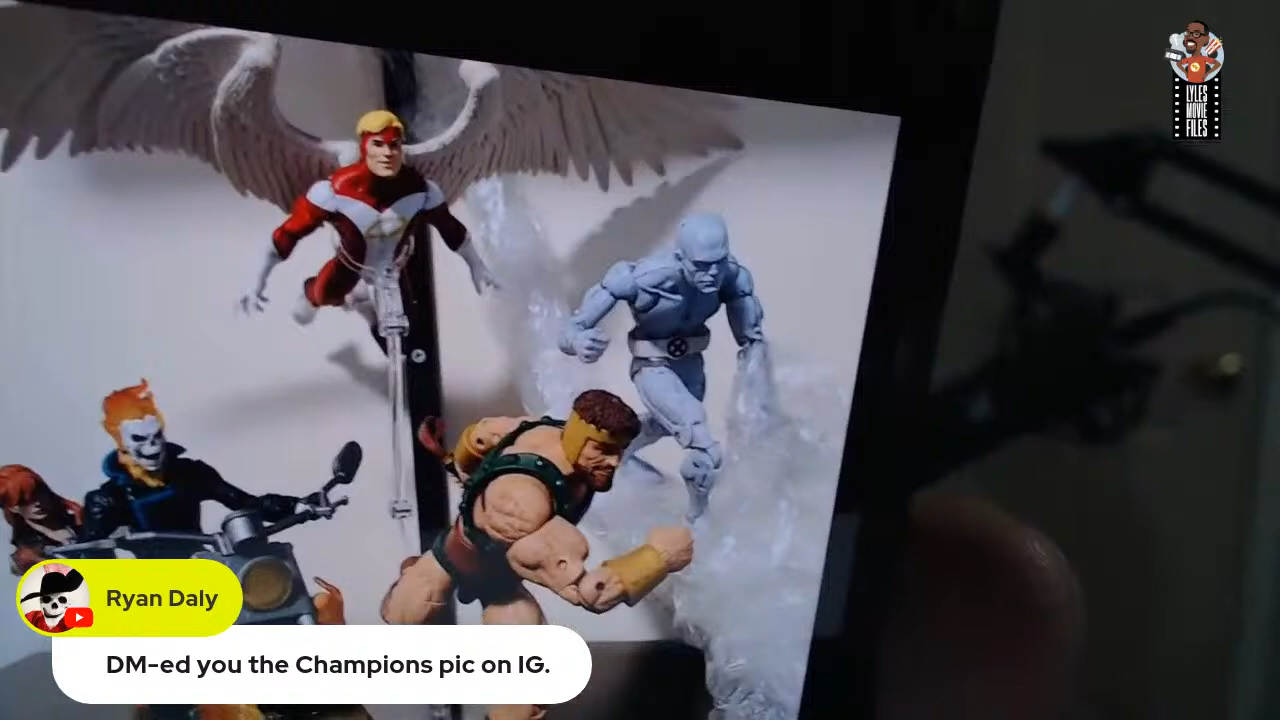 LYLES
MOVIE
FILES
Ryan Daly
DM-ed you the Champions pic on IG.